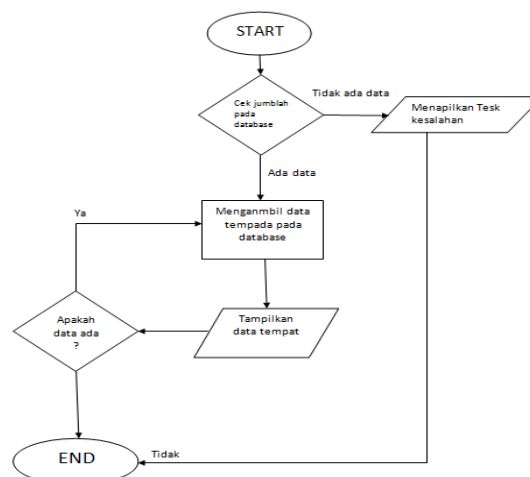 START
Tidak ada data
Cek jumlah
pada
database
Menapilkan Tesk
kesalahan
Ada data
Ya
Menganmbil data
tempada pada
database
Apakah
data ada
?
Tampilkan
data tempat
Tidak
END